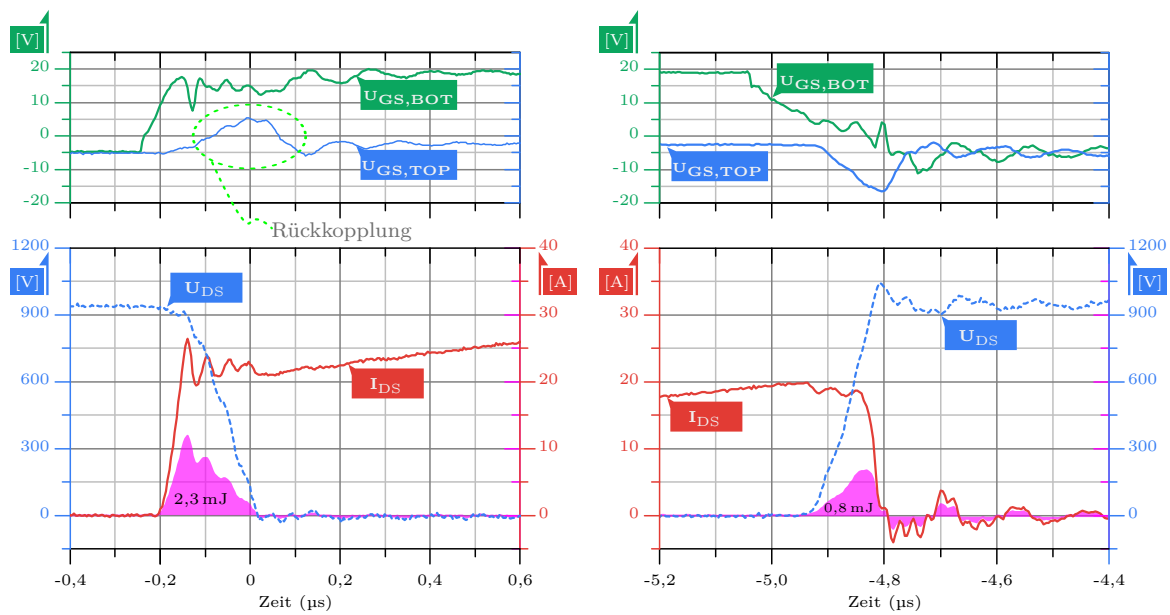 [V]
20
10
0
-10
-20
U_GS,BOT
U_GS,TOP
Rückkopplung
[V]
20
10
0
-10
-20
U_GS,BOT
U_GS,TOP
1200
900
600
300
0
[V]
40
30
20
10
0
[A]
U_DS
I_DS
2,3 mJ
-0,4
-0,2
0
0,2
0,4
0,6
Zeit (µs)
40
30
20
10
0
[A]
1200
900
600
300
0
[V]
U_DS
I_DS
0,8 mJ
-5,2
-5,0
-4,8
-4,6
-4,4
Zeit (µs)